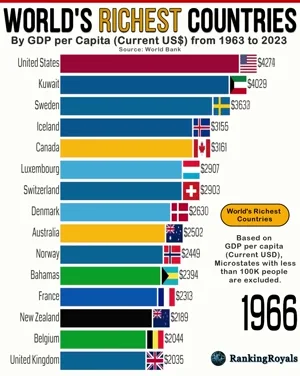 WORLD'S RICHEST COUNTRIES
By GDP per Capita (Current US$) from 1963 to 2023
Source: World Bank
United States $4274
Kuwait $4029
Sweden $3633
Iceland $3155
Canada $3161
Luxembourg $2907
Switzerland $2903
Denmark $2630
Australia $2502
Norway $2449
Bahamas $2394
France $2313
New Zealand $2189
Belgium $2044
United Kingdom $2035
World's Richest
Countries
Based on
GDP per capita
(Current USD),
Microstates with less
than 100K people
are excluded.
1966
RankingRoyals